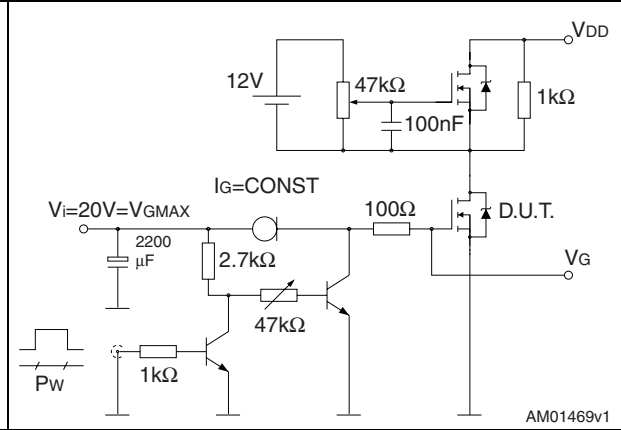 VDD
12V
47kΩ
1kΩ
100nF
IG=CONST
Vi=20V=VGMAX
100Ω
D.U.T.
2200
μF
2.7kΩ
VG
47kΩ
1kΩ
PW
AM01469v1